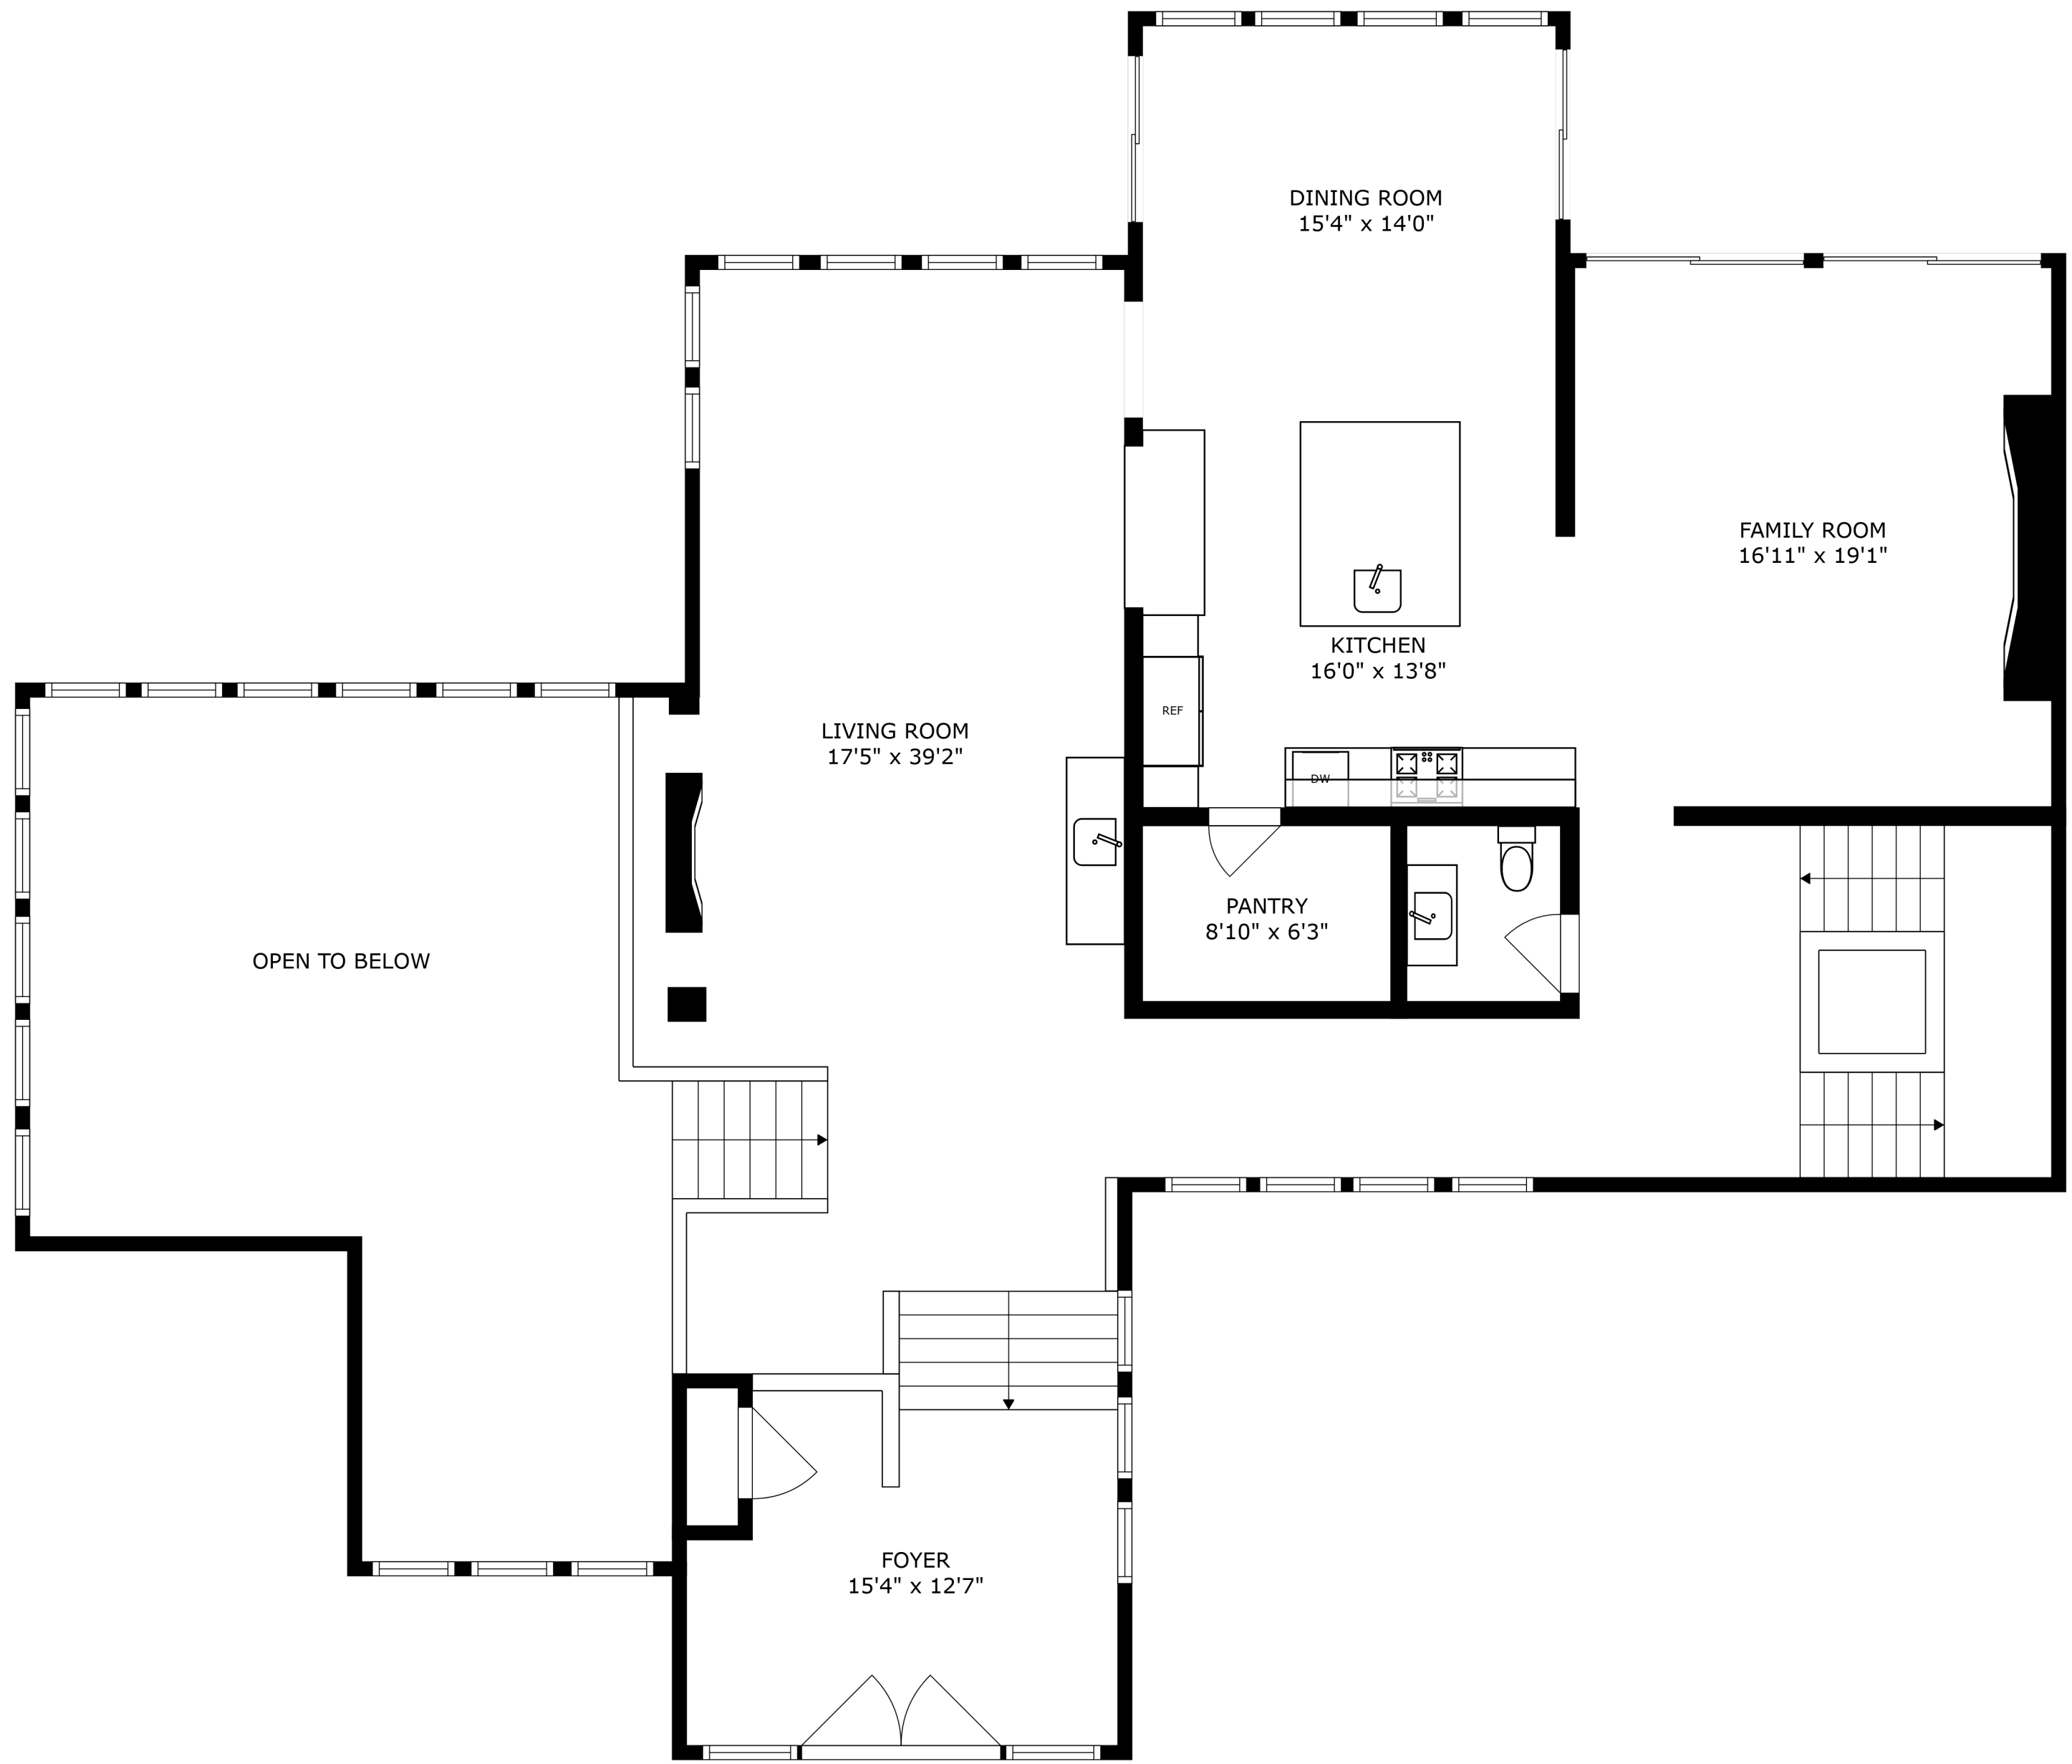 DINING ROOM
15'4" x 14'0"
FAMILY ROOM
16'11" x 19'1"
KITCHEN
16'0" x 13'8"
REF
LIVING ROOM
17'5" x 39'2"
DW
PANTRY
8'10" x 6'3"
OPEN TO BELOW
FOYER
15'4" x 12'7"